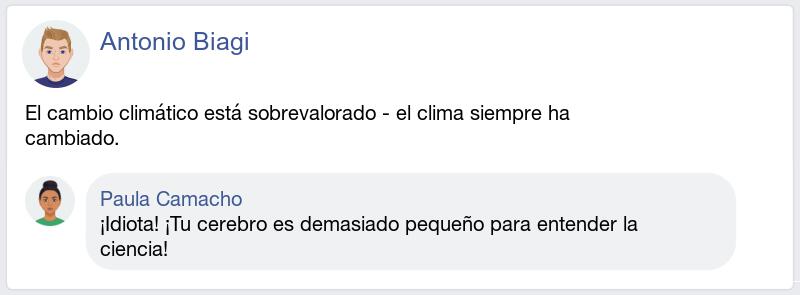 Antonio Biagi
El cambio climático está sobrevalorado - el clima siempre ha
cambiado.
Paula Camacho
¡Idiota! ¡Tu cerebro es demasiado pequeño para entender la
ciencia!